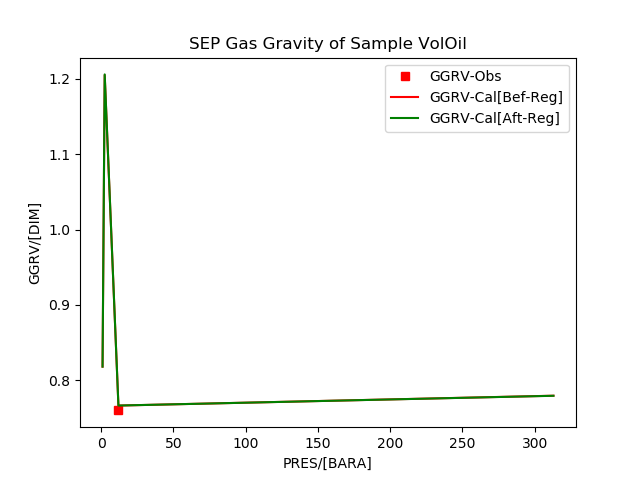 SEP Gas Gravity of Sample VolOil
GGRV-Obs
GGRV-Cal[Bef-Reg]
GGRV-Cal[Aft-Reg]
GGRV/[DIM]
1.2
1.1
1.0
0.9
0.8
0 50 100 150 200 250 300
PRES/[BARA]